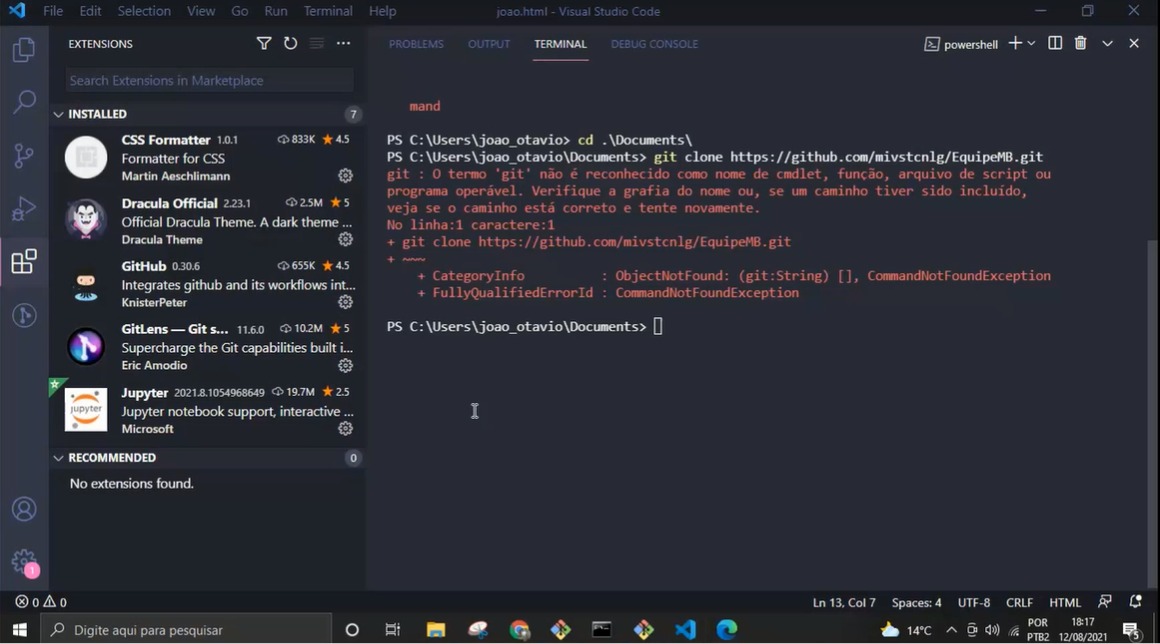 File Edit Selection View Go Run Terminal Help joao.html - Visual Studio Code
EXTENSIONS
Search Extensions in Marketplace
INSTALLED 7
CSS Formatter 1.0.1 833K 4.5
Formatter for CSS
Martin Aeschlimann
Dracula Official 2.23.1 2.5M 5
Official Dracula Theme. A dark theme ...
Dracula Theme
GitHub 0.30.6 655K 4.5
Integrates github and its workflows int...
KnisterPeter
GitLens — Git s... 11.6.0 10.2M 5
Supercharge the Git capabilities built i...
Eric Amodio
jupyter
Jupyter 2021.8.1054968649 19.7M 2.5
Jupyter notebook support, interactive ...
Microsoft
RECOMMENDED 0
No extensions found.
1
PROBLEMS OUTPUT TERMINAL DEBUG CONSOLE powershell
mand
PS C:\Users\joao_otavio> cd .\Documents\
PS C:\Users\joao_otavio\Documents> git clone https://github.com/mivstcnlg/EquipeMB.git
git : O termo 'git' não é reconhecido como nome de cmdlet, função, arquivo de script ou
programa operável. Verifique a grafia do nome ou, se um caminho tiver sido incluído,
veja se o caminho está correto e tente novamente.
No linha:1 caractere:1
+ git clone https://github.com/mivstcnlg/EquipeMB.git
+ ~~~
+ CategoryInfo : ObjectNotFound: (git:String) [], CommandNotFoundException
+ FullyQualifiedErrorId : CommandNotFoundException
PS C:\Users\joao_otavio\Documents>
0 0 Ln 13, Col 7 Spaces: 4 UTF-8 CRLF HTML
Digite aqui para pesquisar
14°C
POR
PTB2
18:17
12/08/2021
5